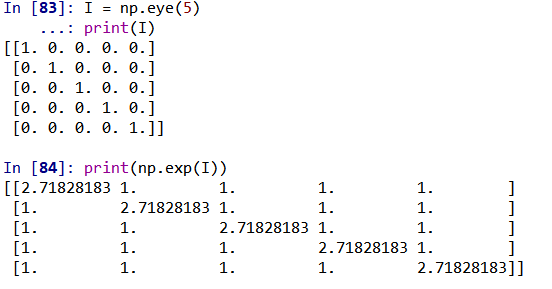 In [83]: I = np.eye(5)
    ...: print(I)
[[1. 0. 0. 0. 0.]
 [0. 1. 0. 0. 0.]
 [0. 0. 1. 0. 0.]
 [0. 0. 0. 1. 0.]
 [0. 0. 0. 0. 1.]]
In [84]: print(np.exp(I))
[[2.71828183 1.         1.         1.         1.        ]
 [1.         2.71828183 1.         1.         1.        ]
 [1.         1.         2.71828183 1.         1.        ]
 [1.         1.         1.         2.71828183 1.        ]
 [1.         1.         1.         1.         2.71828183]]